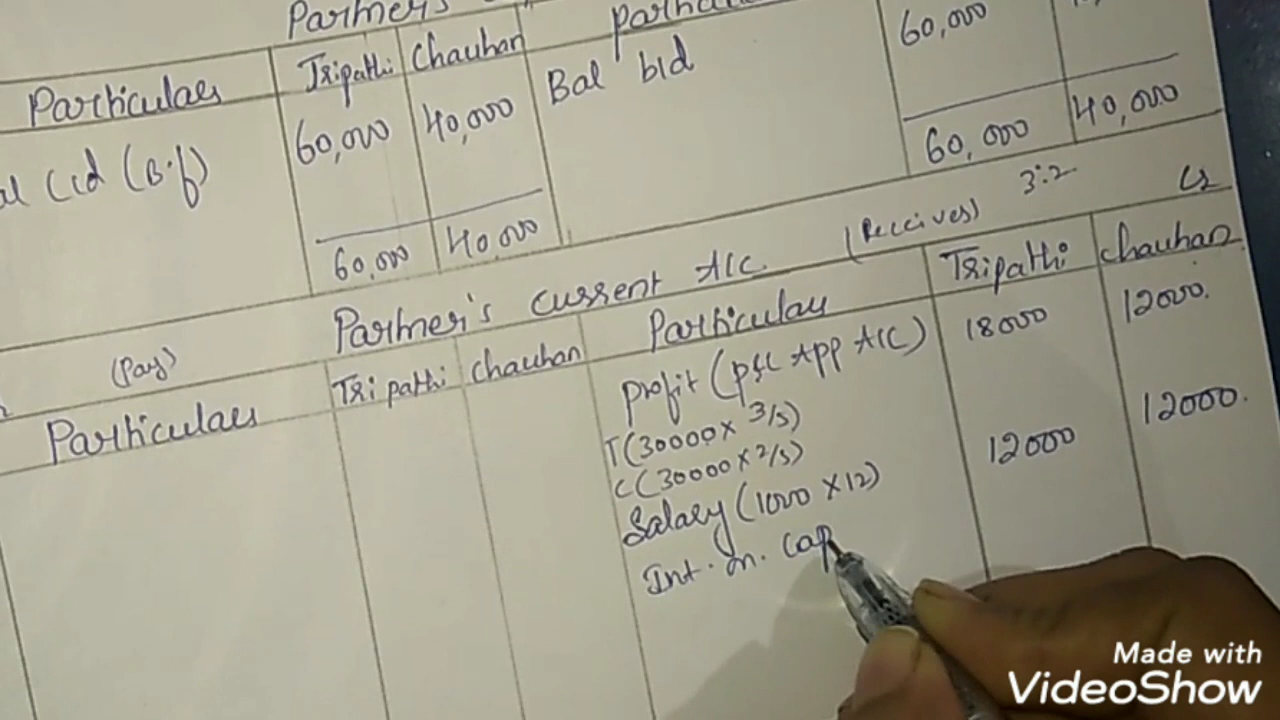 Partner's
Particulars Tripathi Chauhan
60,000 40,000 Bal b/d 60,000
c/d (B.f)
60,000 40,000 60,000 40,000
3:2
Partner's current A/C (Receives) Cr
(Pay)
Particulars Tripathi Chauhan Particulars Tripathi Chauhan
Profit (P&L App A/C) 18000 12000.
T(30000 x 3/5)
C(30000 x 2/5)
Salary (1000 x 12) 12000 12000.
Int. on. Cap
Made with
VideoShow